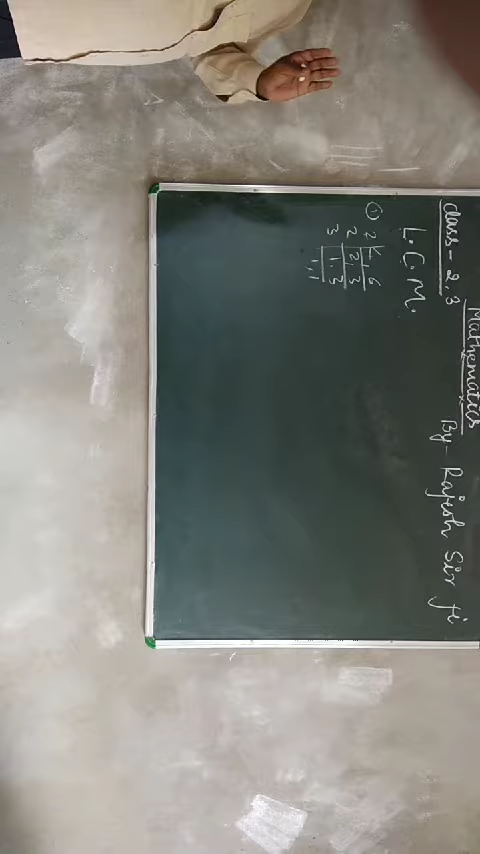 Mathematics
Class - 2,3 By - Rajesh Sir Ji
L.C.M.
① 2 4, 6
2 2, 3
3 1, 3
1, 1